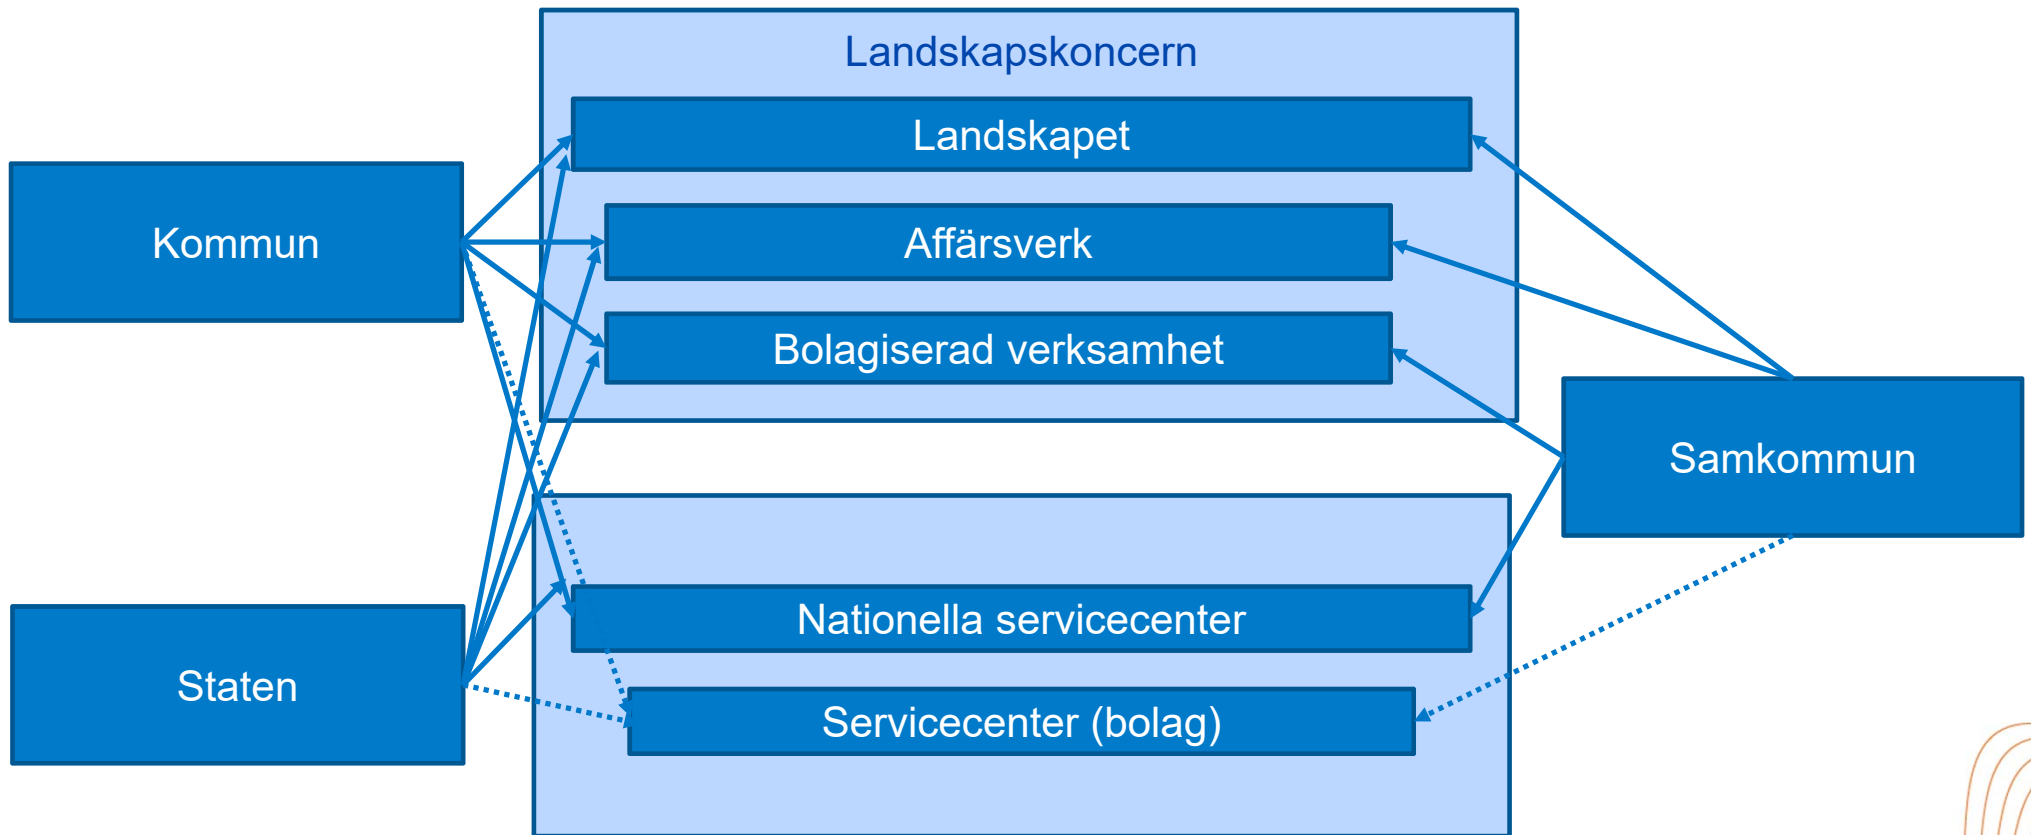 Landskapskoncern
Landskapet
Kommun
Affärsverk
Bolagiserad verksamhet
Samkommun
Nationella servicecenter
Staten
Servicecenter (bolag)